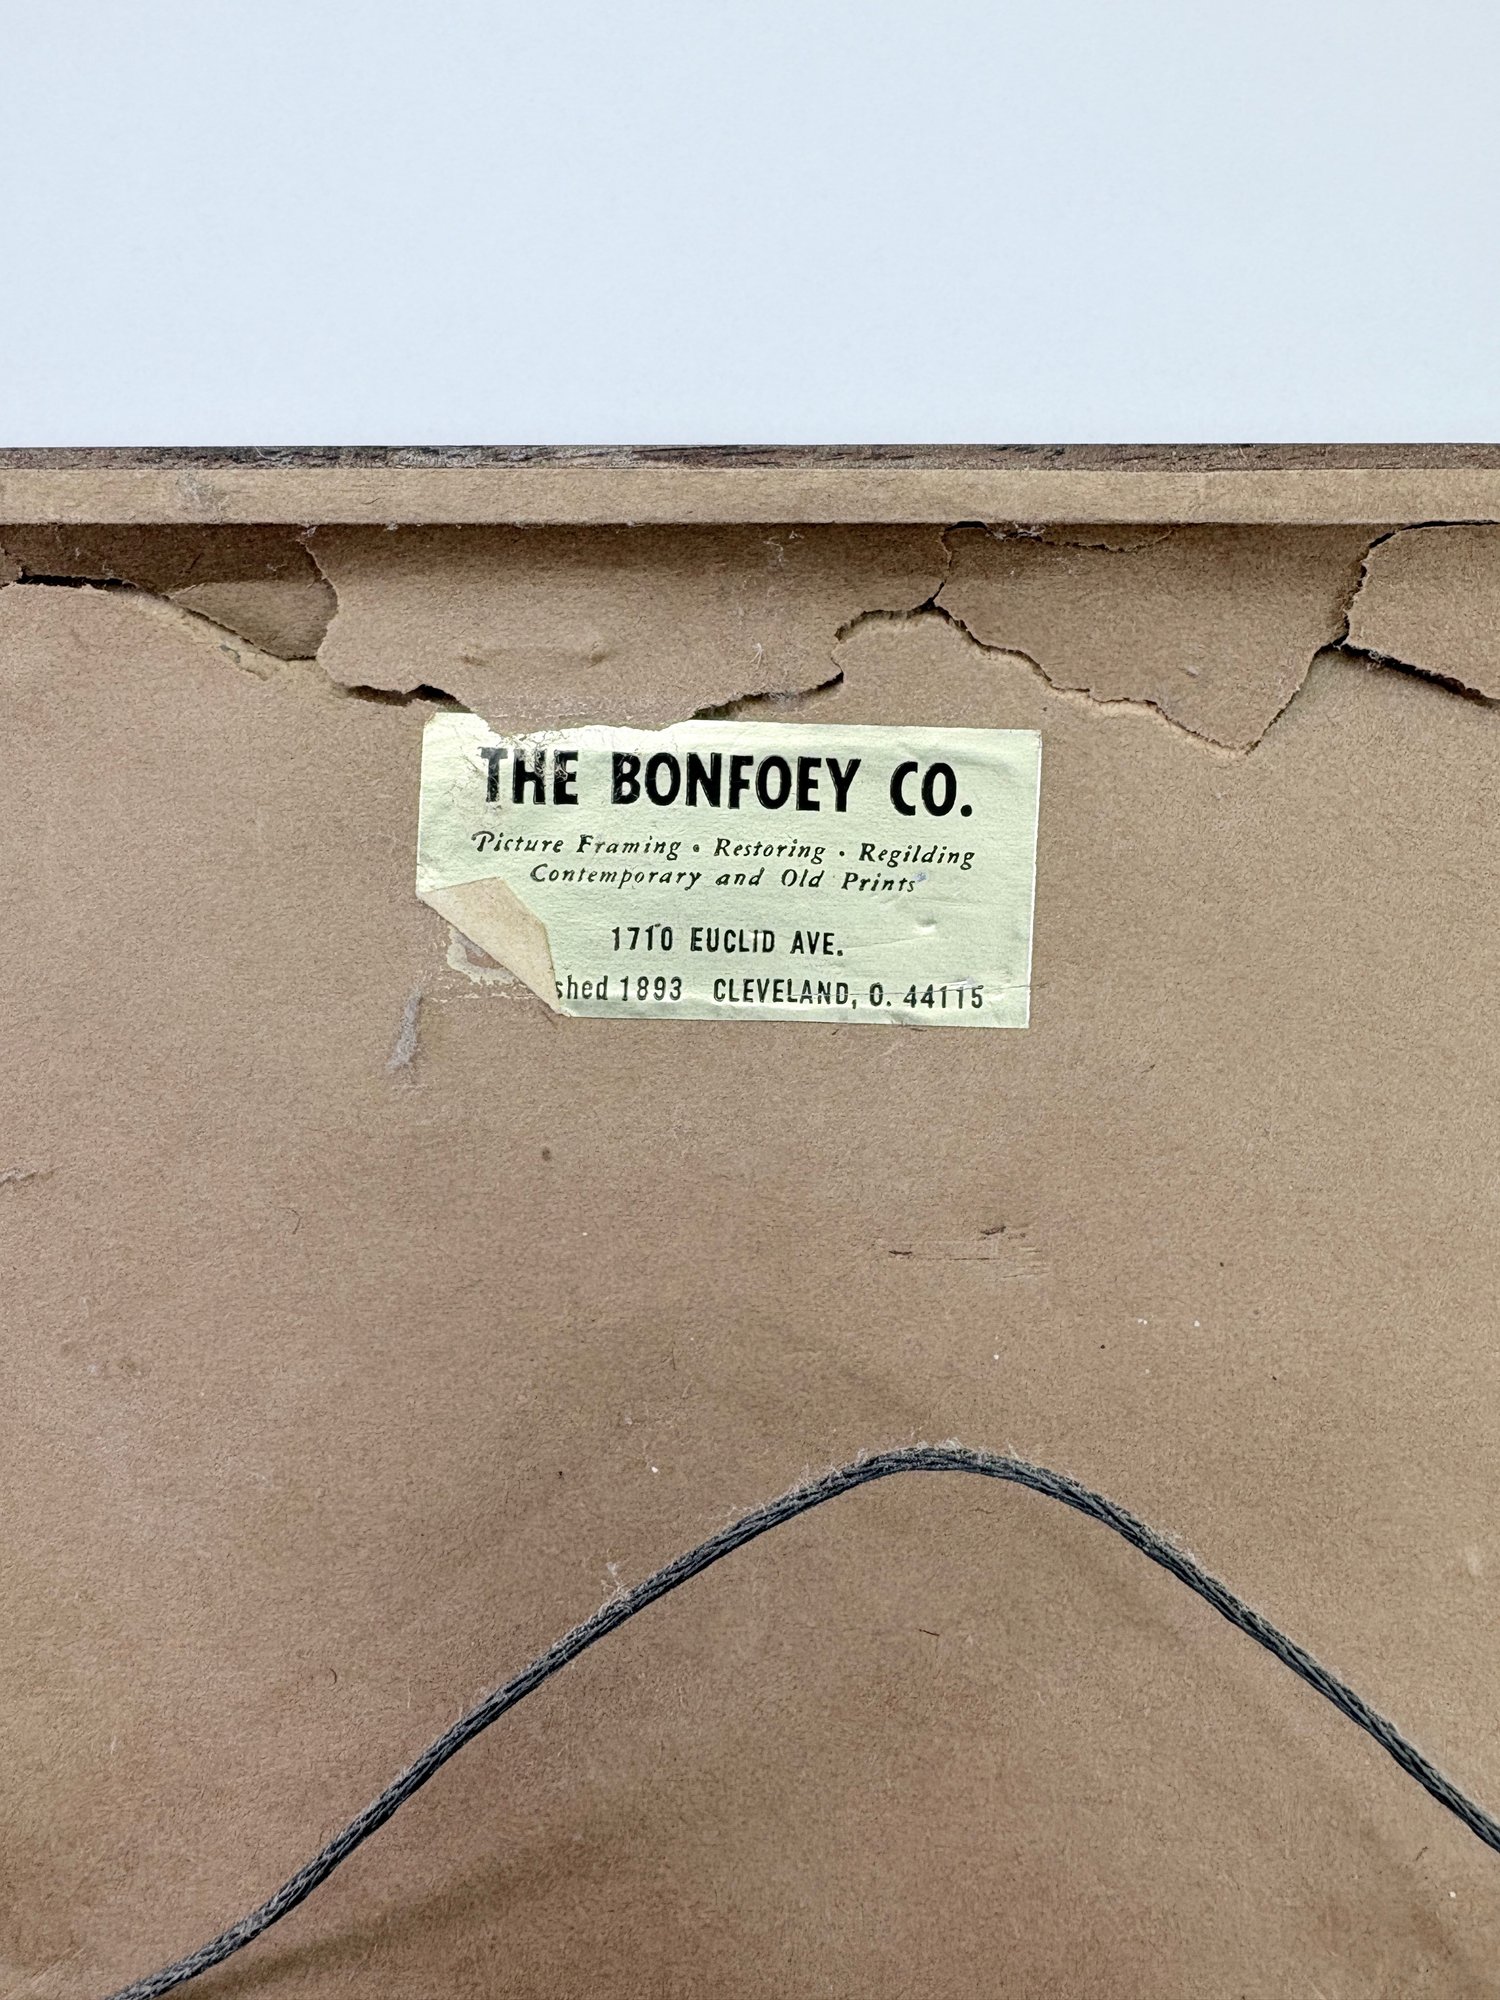 THE BONFOEY CO.
Picture Framing • Restoring • Regilding
Contemporary and Old Prints
1710 EUCLID AVE.
shed 1893 CLEVELAND, O. 44115